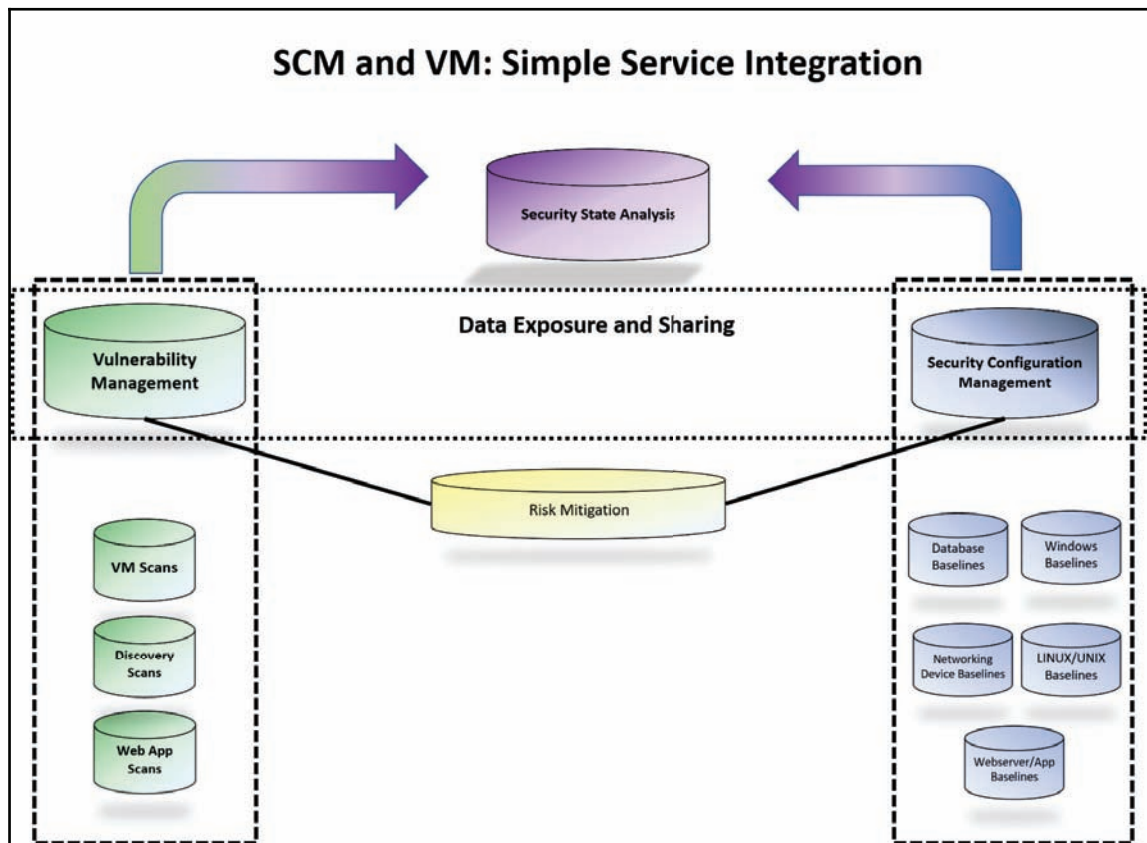 SCM and VM: Simple Service Integration
Security State Analysis
Data Exposure and Sharing
Vulnerability
Management
Security Configuration
Management
Risk Mitigation
VM Scans
Discovery
Scans
Web App
Scans
Database
Baselines
Windows
Baselines
Networking
Device Baselines
LINUX/UNIX
Baselines
Webserver/App
Baselines